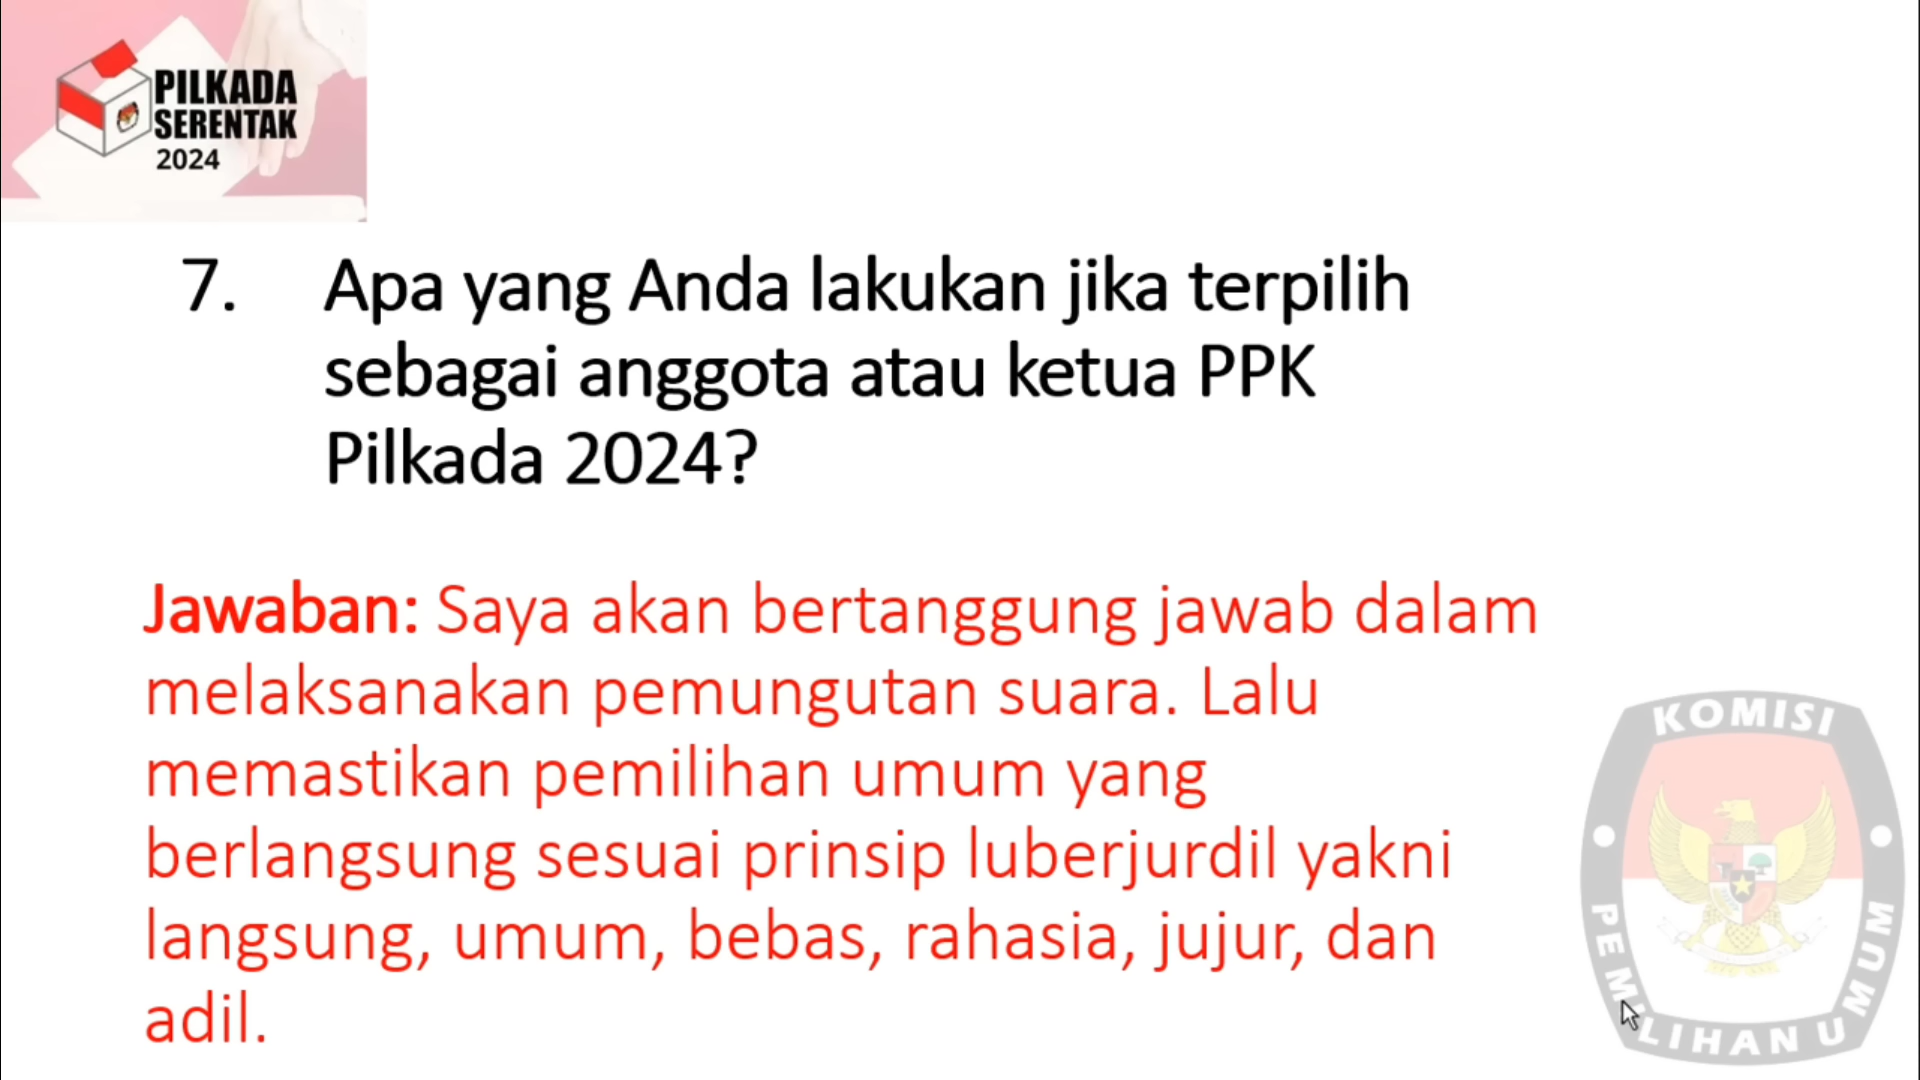 PILKADA
SERENTAK
2024
7. Apa yang Anda lakukan jika terpilih
sebagai anggota atau ketua PPK
Pilkada 2024?
Jawaban: Saya akan bertanggung jawab dalam
melaksanakan pemungutan suara. Lalu
memastikan pemilihan umum yang
berlangsung sesuai prinsip luberjurdil yakni
langsung, umum, bebas, rahasia, jujur, dan
adil.
KOMISI
PEMILIHAN UMUM